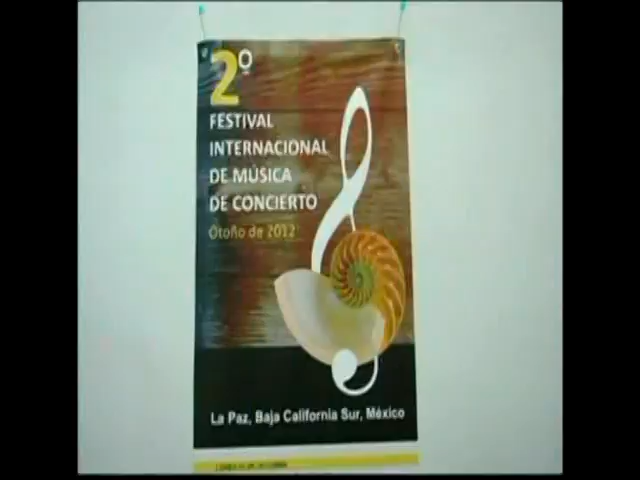 2º
FESTIVAL
INTERNACIONAL
DE MÚSICA
DE CONCIERTO
Otoño de 2012
La Paz, Baja California Sur, México